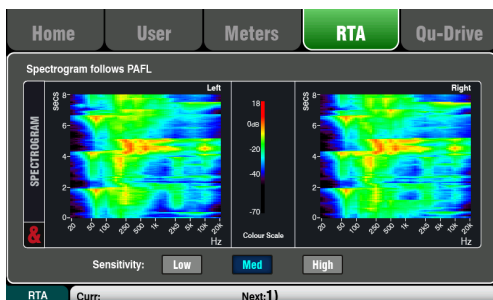 Home User Meters RTA Qu-Drive
Spectrogram follows PAFL
SPECTROGRAM
&
secs
8
6
4
2
0
Left
20 50 100 250 500 1K 2k5 5K 10K 20K
Hz
18
0dB
-20
-40
-70
Colour Scale
secs
8
6
4
2
0
Right
20 50 100 250 500 1K 2k5 5K 10K 20K
Hz
Sensitivity: Low Med High
RTA Curr: Next:1)